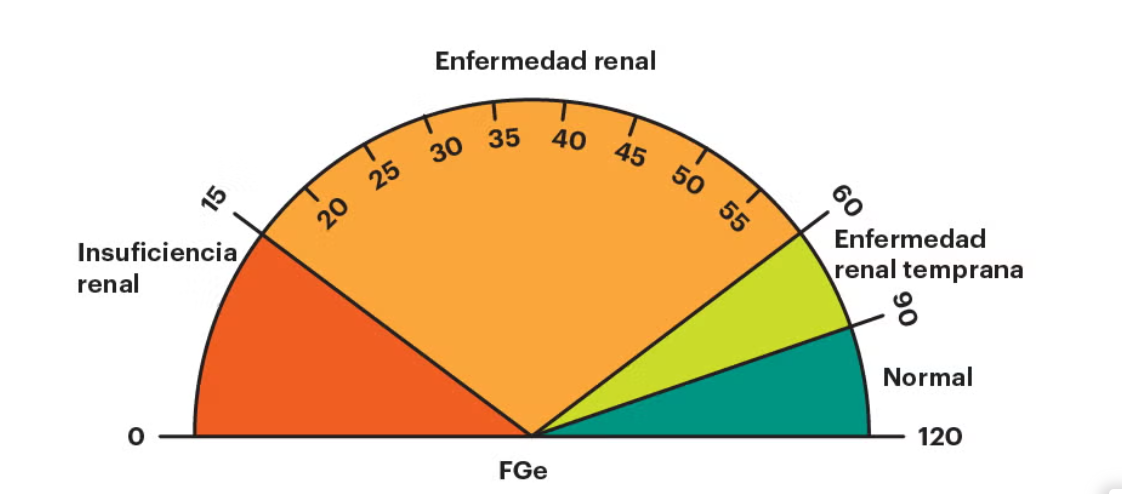 Enfermedad renal
15
20
25
30
35
40
45
50
55
60
Insuficiencia
renal
Enfermedad
renal temprana
90
Normal
0
120
FGe